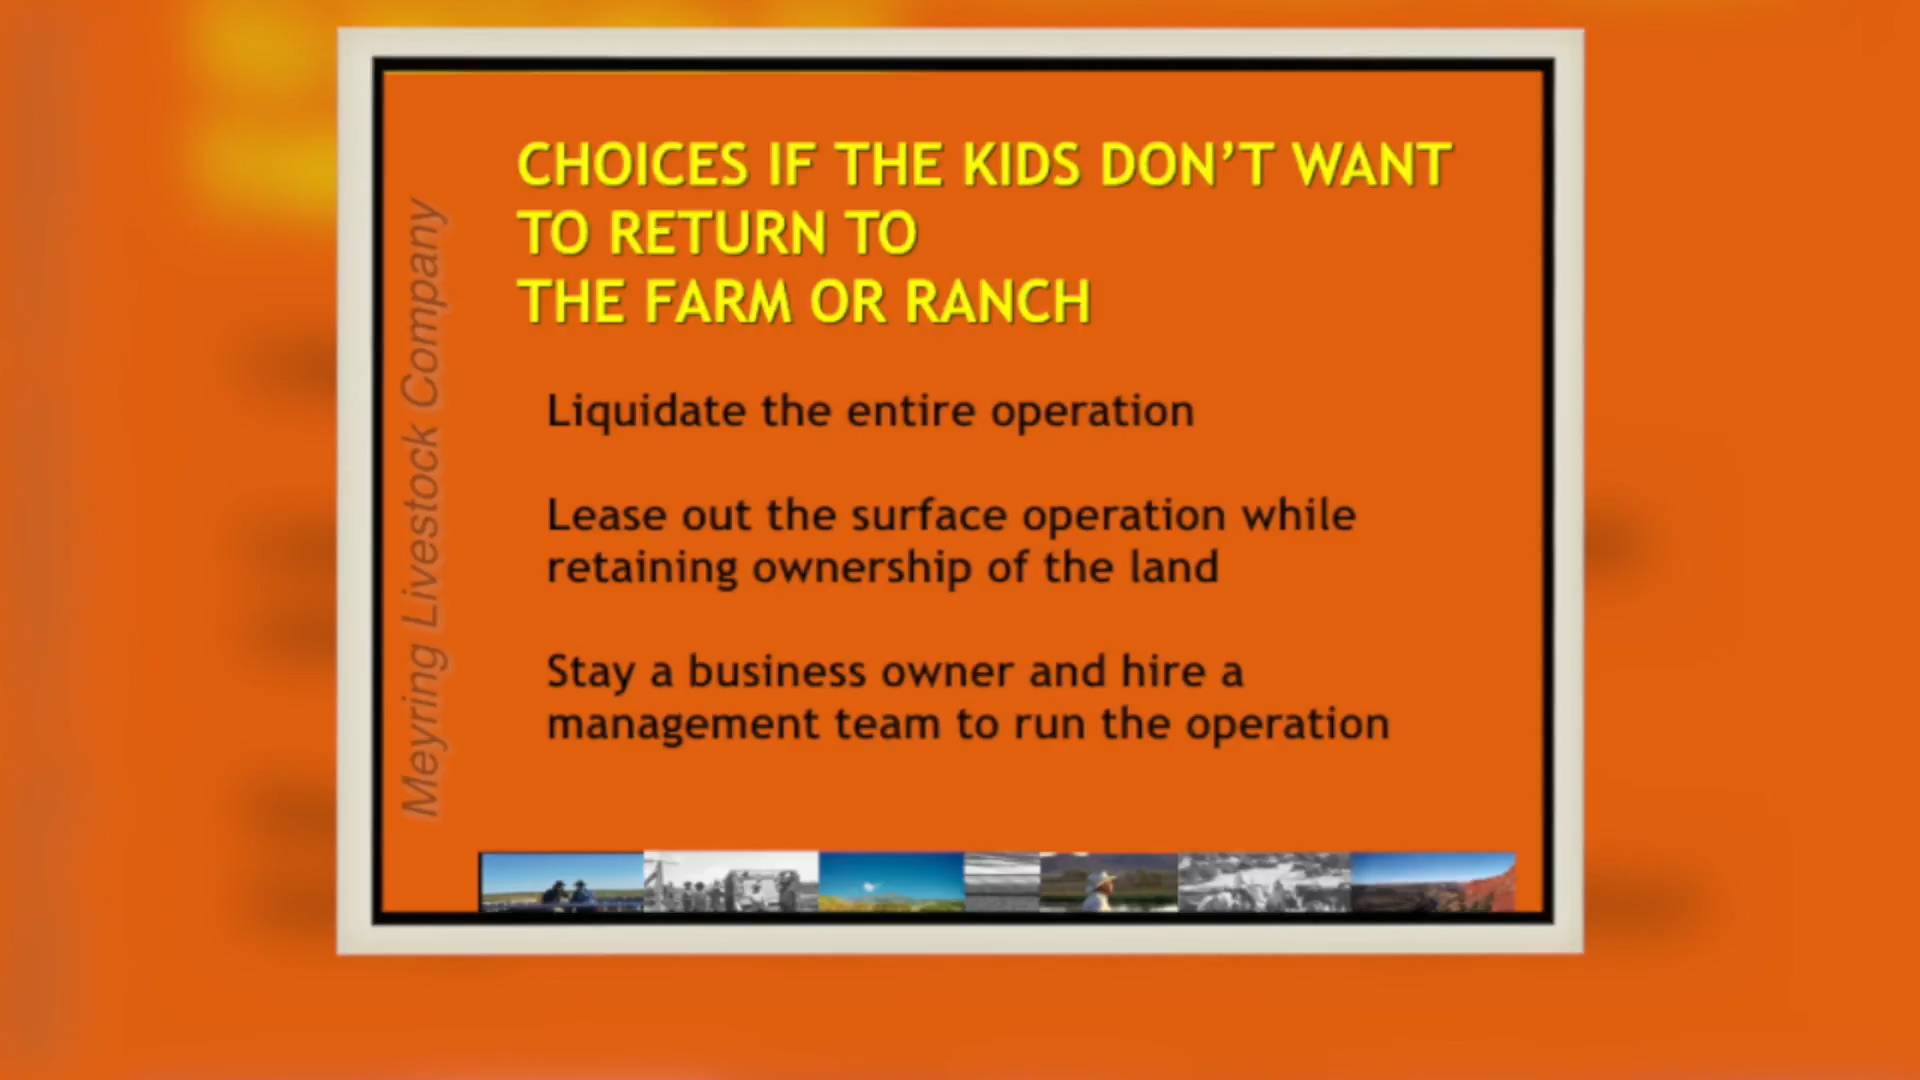 CHOICES IF THE KIDS DON’T WANT
TO RETURN TO
THE FARM OR RANCH
Liquidate the entire operation
Lease out the surface operation while
retaining ownership of the land
Stay a business owner and hire a
management team to run the operation
Meyring Livestock Company